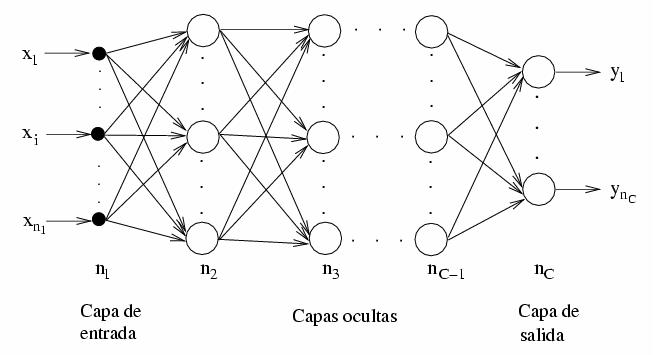 x1
y1
xi
xn1
ynC
n1 n2 n3 nC−1 nC
Capa de
entrada
Capas ocultas
Capa de
salida